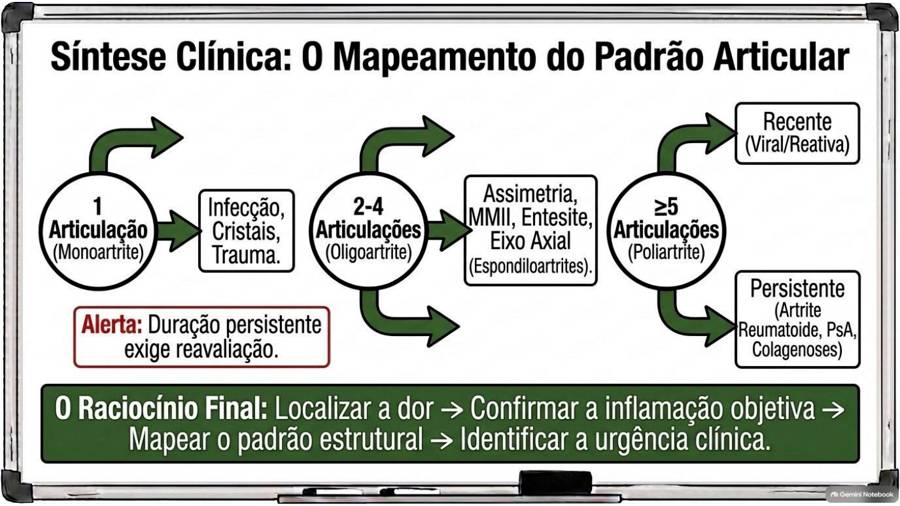 Síntese Clínica: O Mapeamento do Padrão Articular
1
Articulação
(Monoartrite)
Infecção,
Cristais,
Trauma.
2-4
Articulações
(Oligoartrite)
Assimetria,
MMII, Entesite,
Eixo Axial
(Espondiloartrites).
≥5
Articulações
(Poliartrite)
Recente
(Viral/Reativa)
Persistente
(Artrite
Reumatoide, PsA,
Colagenoses)
Alerta: Duração persistente
exige reavaliação.
O Raciocínio Final: Localizar a dor → Confirmar a inflamação objetiva →
Mapear o padrão estrutural → Identificar a urgência clínica.
Gemini Notebook